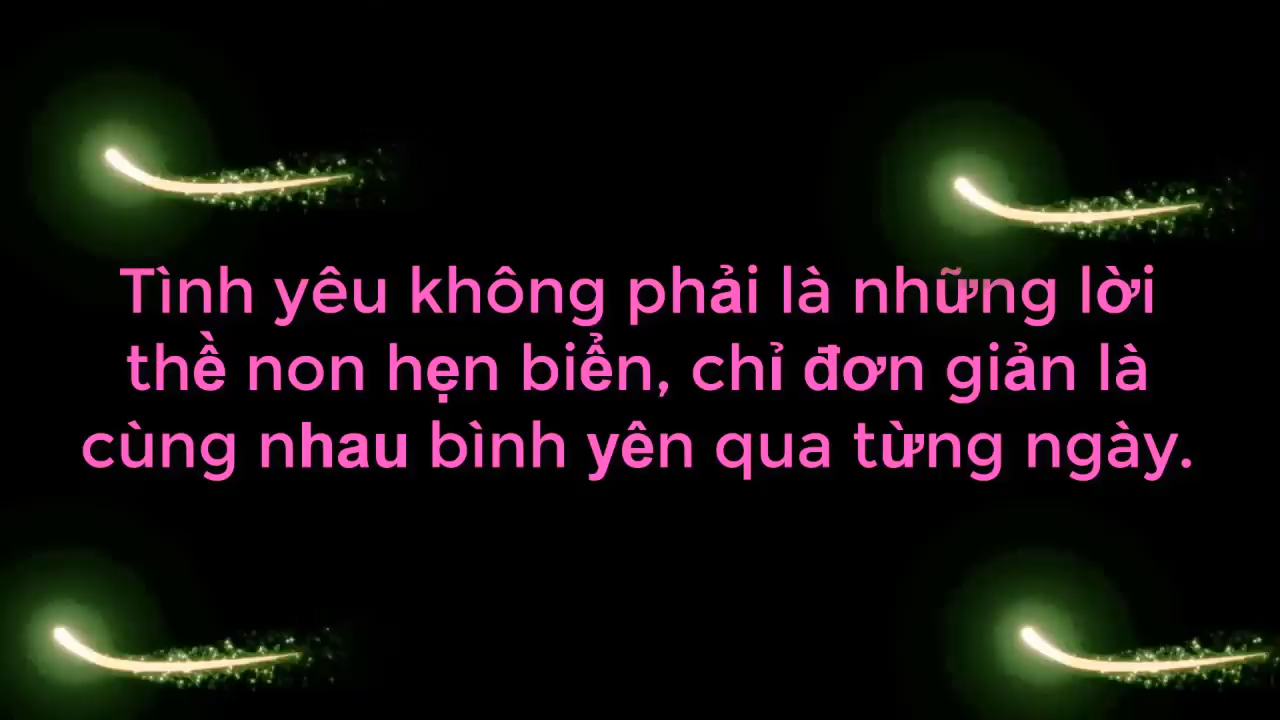 Tình yêu không phải là những lời
thề non hẹn biển, chỉ đơn giản là
cùng nhau bình yên qua từng ngày.